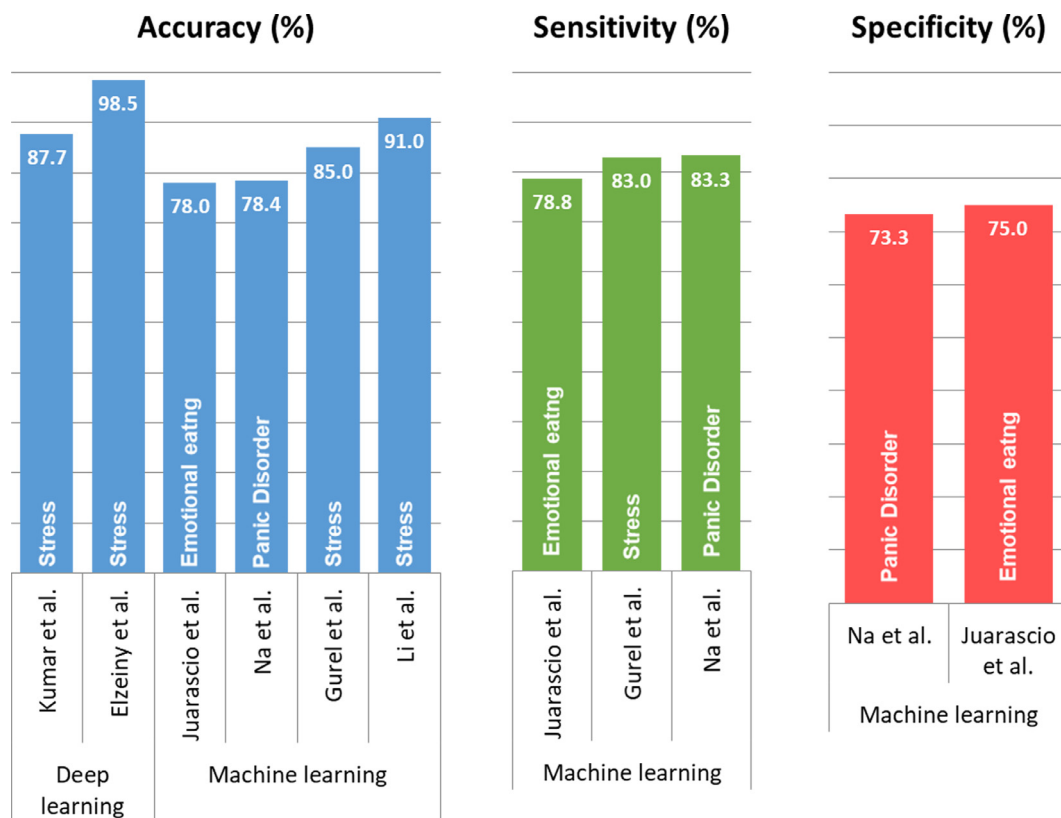 Accuracy (%)
87.7
98.5
78.0
78.4
85.0
91.0
Stress
Stress
Emotional eatng
Panic Disorder
Stress
Stress
Kumar et al.
Elzeiny et al.
Juarascio et al.
Na et al.
Gurel et al.
Li et al.
Deep
learning
Machine learning
Sensitivity (%)
78.8
83.0
83.3
Emotional eatng
Stress
Panic Disorder
Juarascio et al.
Gurel et al.
Na et al.
Machine learning
Specificity (%)
73.3
75.0
Panic Disorder
Emotional eatng
Na et al.
Juarascio
et al.
Machine learning